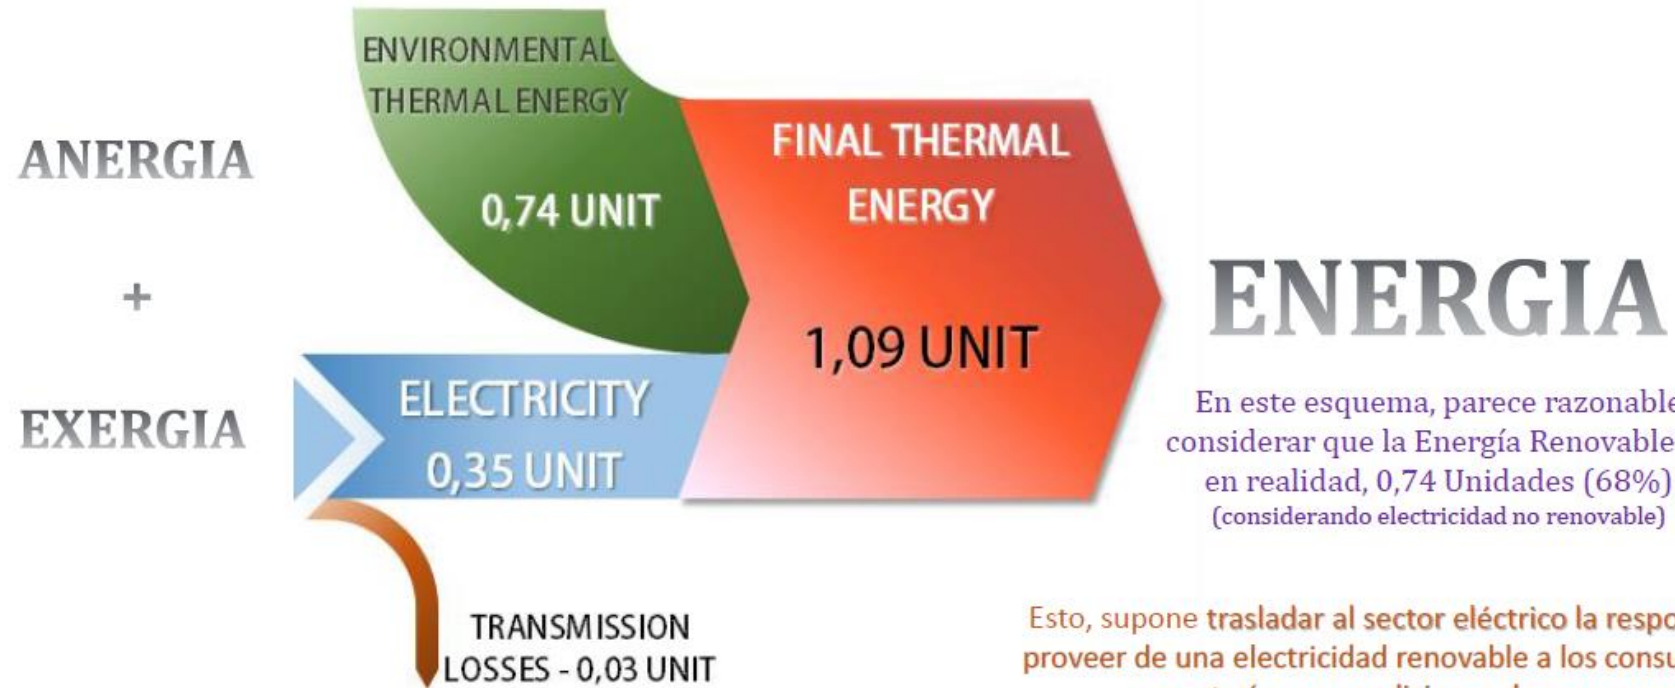 ENVIRONMENTAL
THERMAL ENERGY
0,74 UNIT
ANERGIA
+
EXERGIA
ELECTRICITY
0,35 UNIT
FINAL THERMAL
ENERGY
1,09 UNIT
TRANSMISSION
LOSSES - 0,03 UNIT
ENERGIA
En este esquema, parece razonable
considerar que la Energía Renovable
en realidad, 0,74 Unidades (68%)
(considerando electricidad no renovable)
Esto, supone trasladar al sector eléctrico la
proveer de una electricidad renovable a los